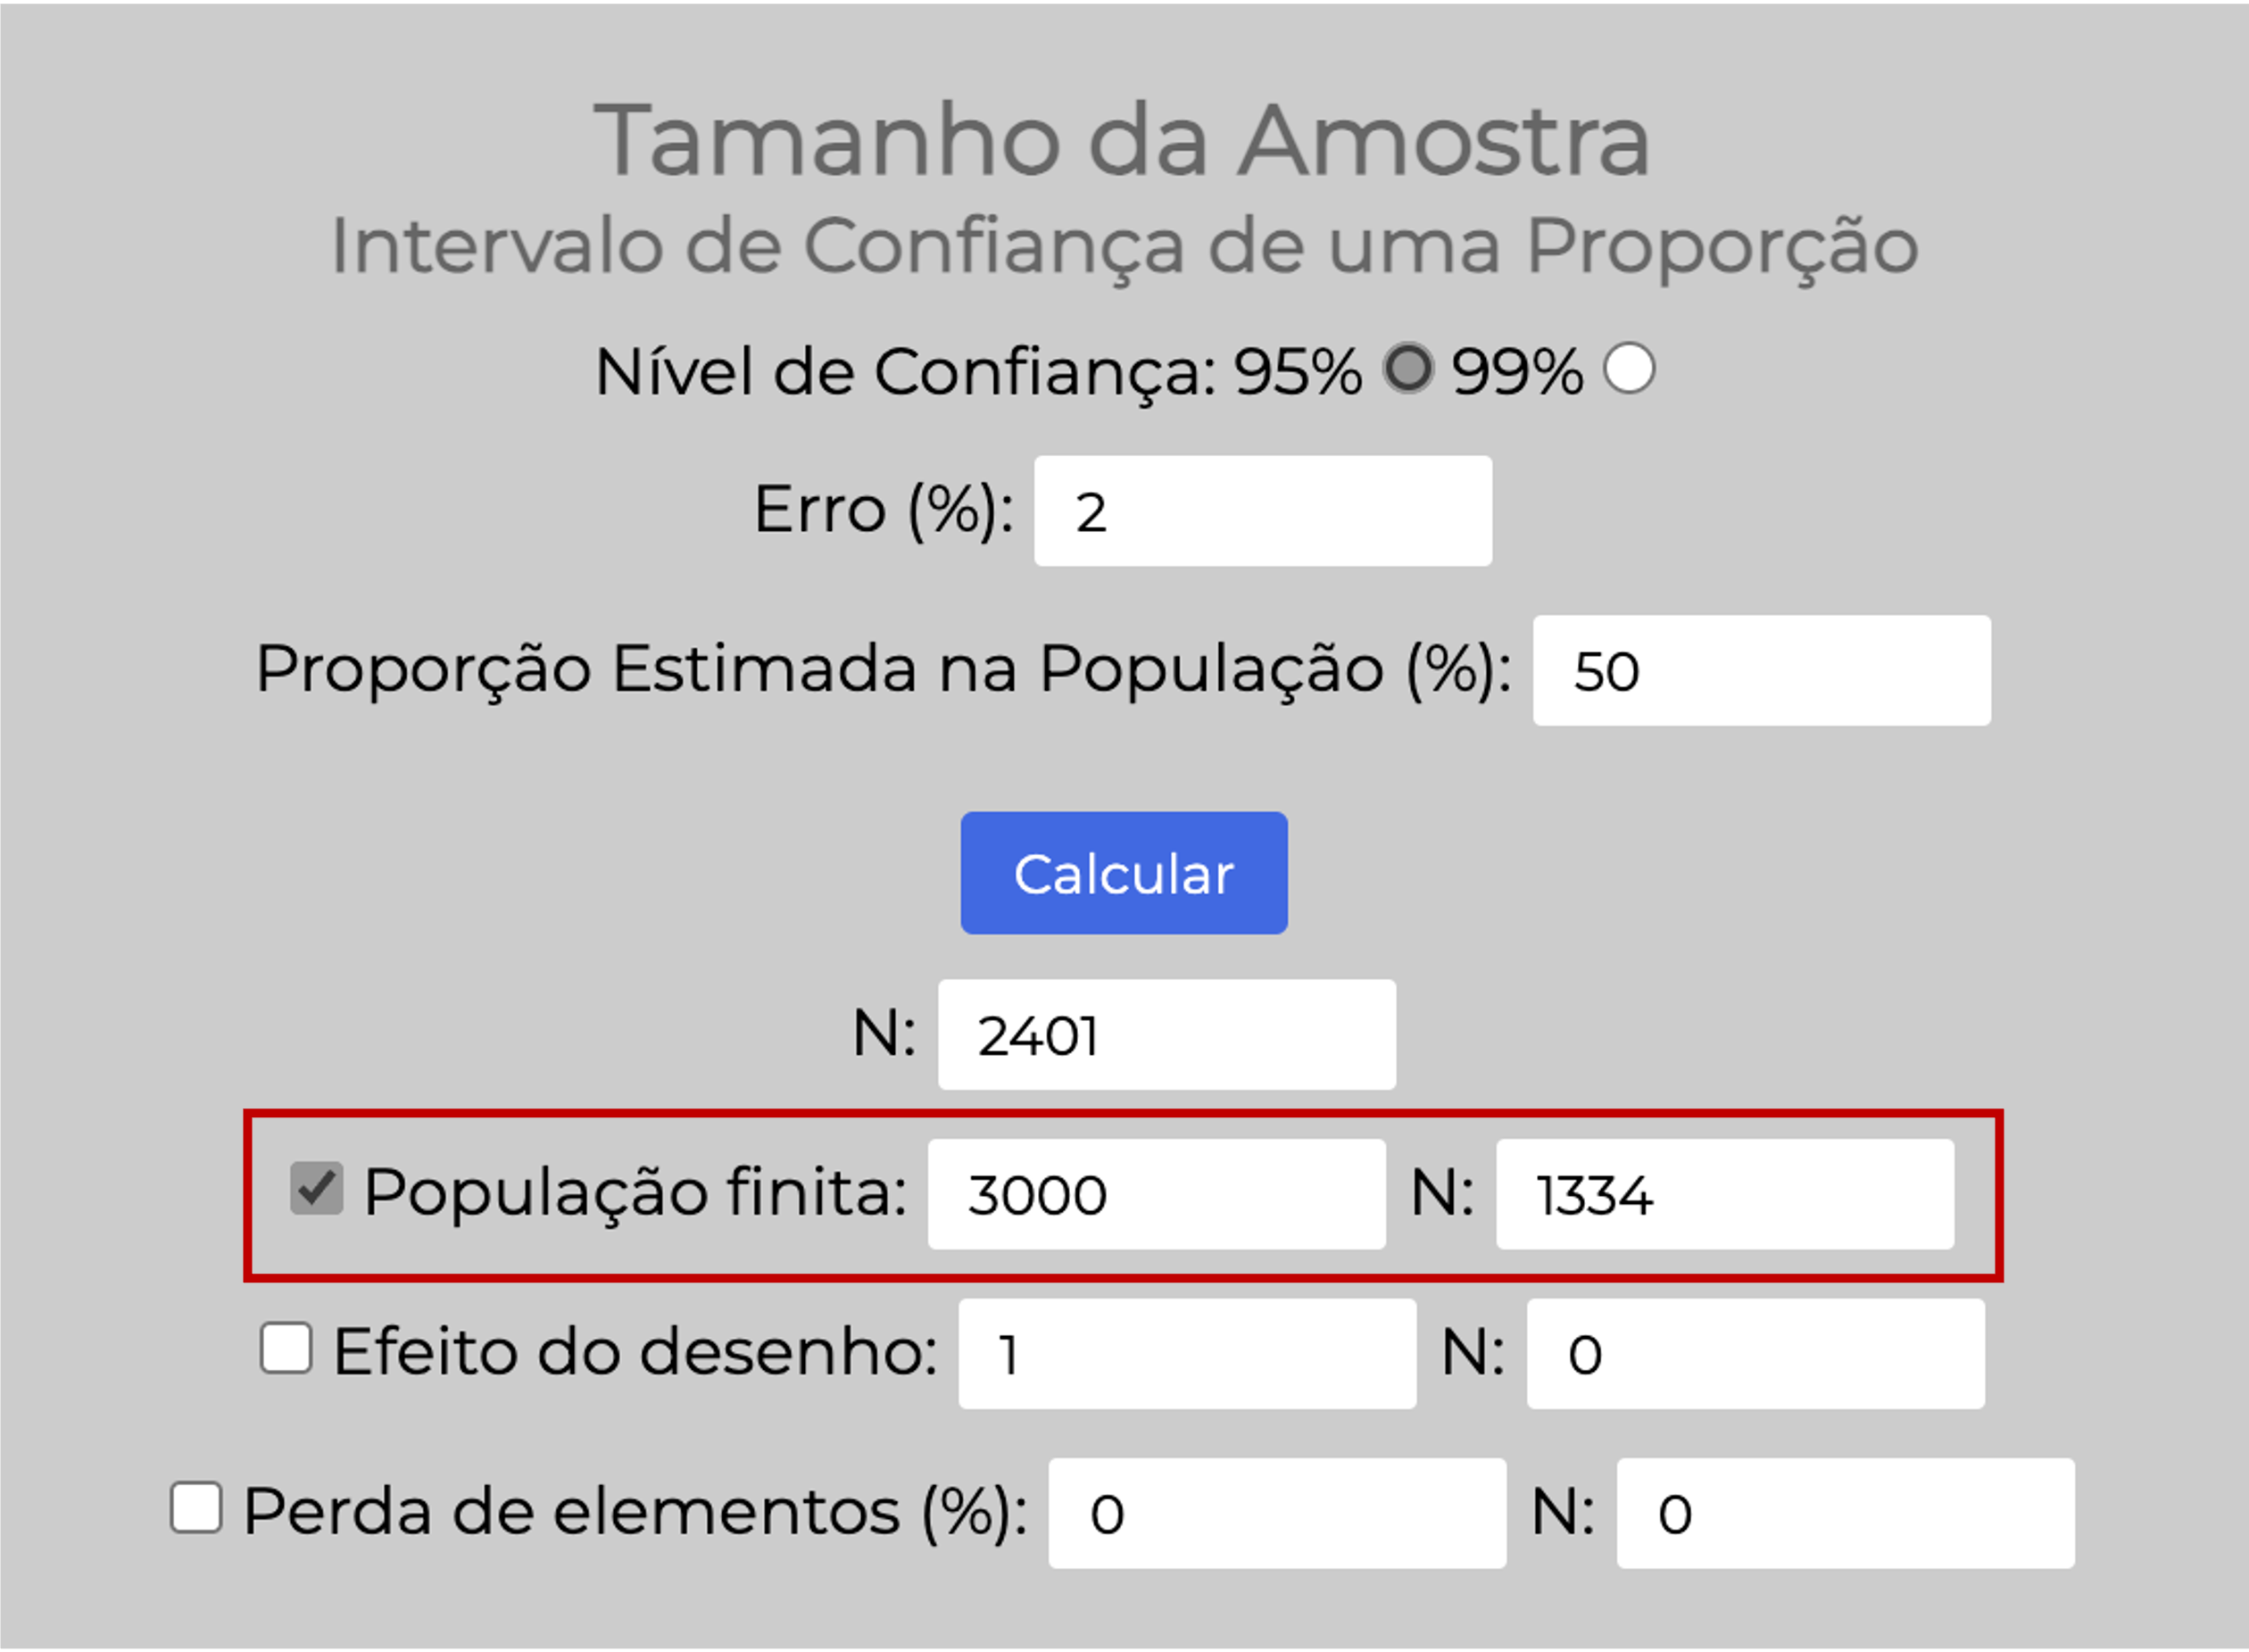 Tamanho da Amostra
Intervalo de Confiança de uma Proporção
Nível de Confiança: 95% 99%
Erro (%): 2
Proporção Estimada na População (%): 50
Calcular
N: 2401
População finita: 3000 N: 1334
Efeito do desenho: 1 N: 0
Perda de elementos (%): 0 N: 0